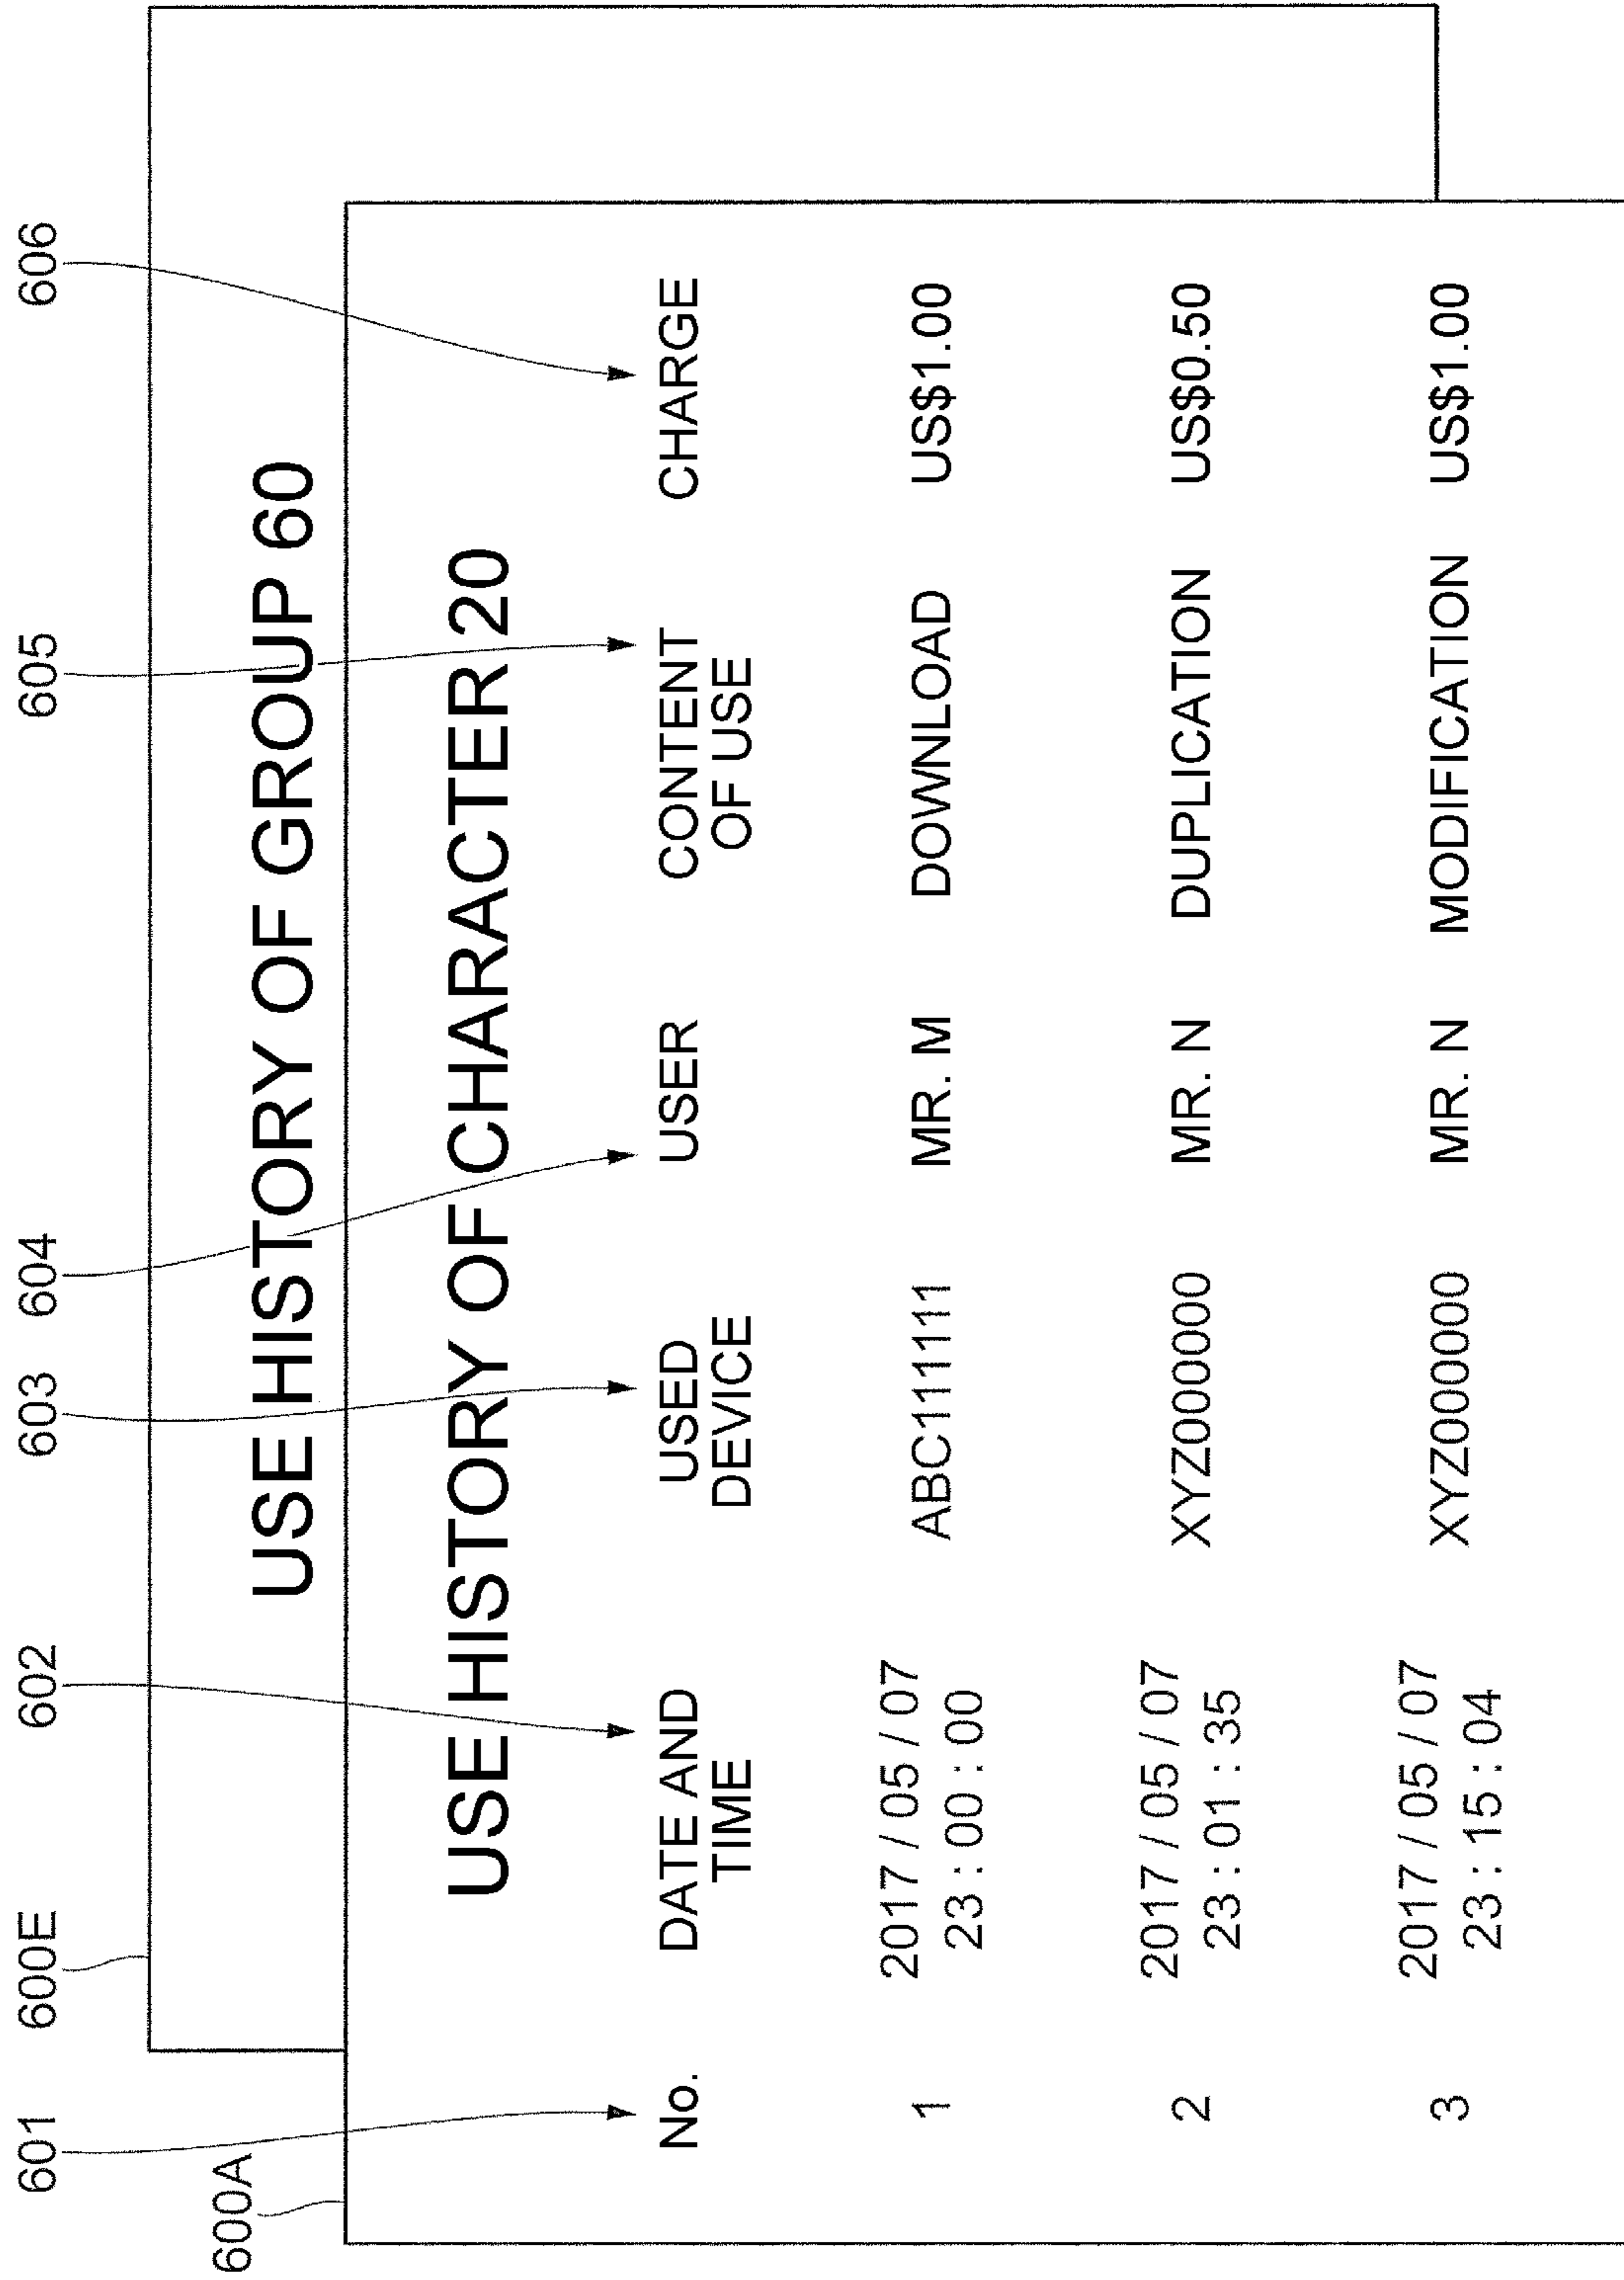 601 600E 602 603 604 605 606
600A
USE HISTORY OF GROUP 60
USE HISTORY OF CHARACTER 20
No. DATE AND USED USER CONTENT CHARGE
TIME DEVICE OF USE
1 2017 / 05 / 07 ABC111111 MR. M DOWNLOAD US$1.00
23 : 00 : 00
2 2017 / 05 / 07 XYZ000000 MR. N DUPLICATION US$0.50
23 : 01 : 35
3 2017 / 05 / 07 XYZ000000 MR. N MODIFICATION US$1.00
23 : 15 : 04